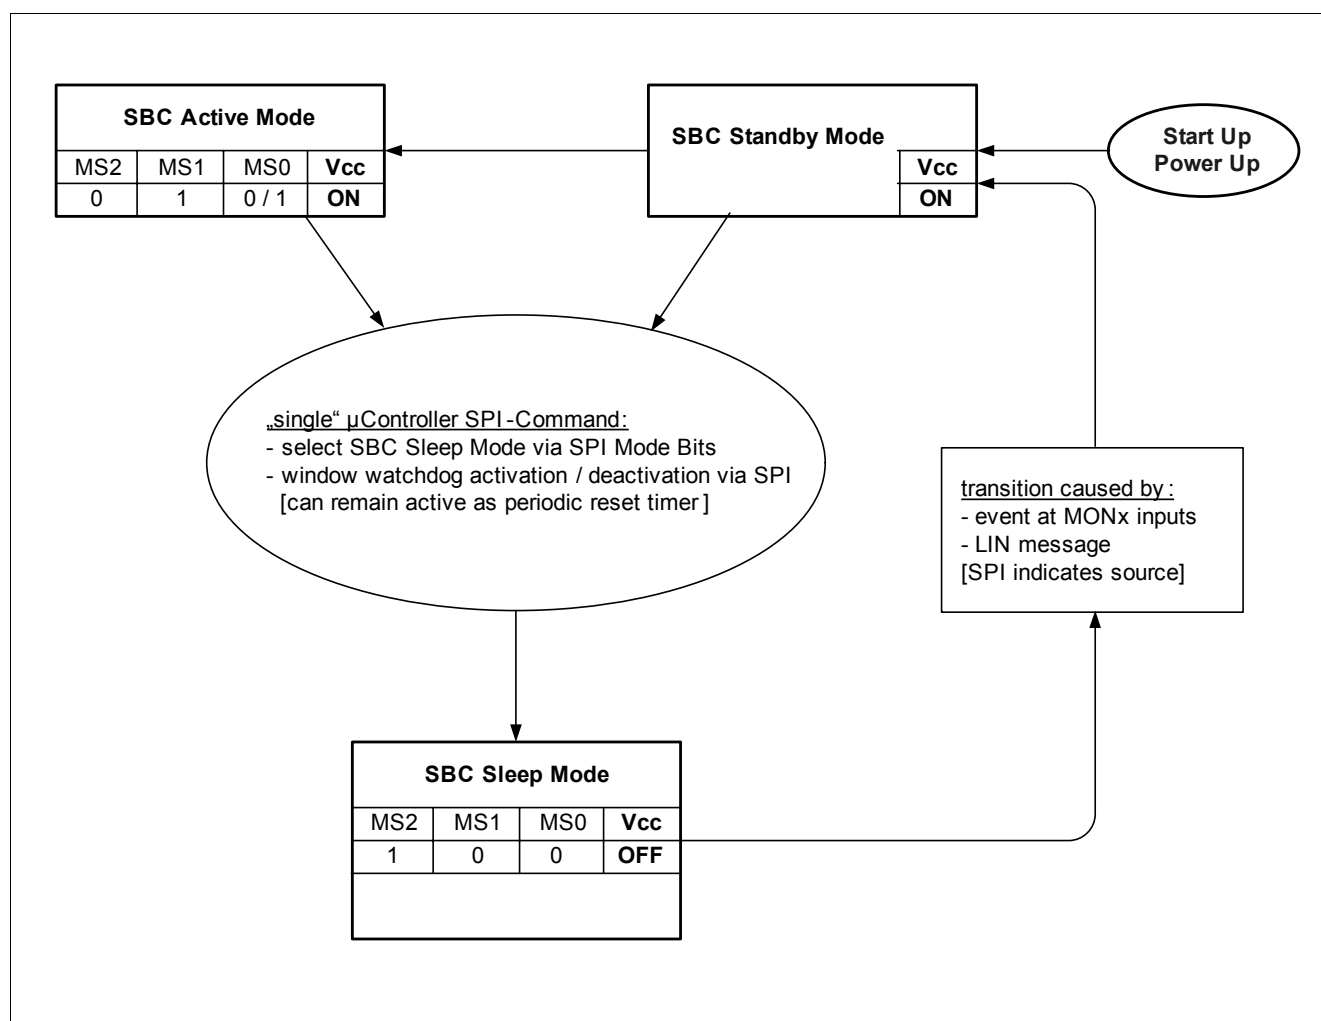 SBC Active Mode
MS2 MS1 MS0 Vcc
0 1 0 / 1 ON
SBC Standby Mode
Vcc
ON
Start Up
Power Up
„single“ µController SPI-Command:
- select SBC Sleep Mode via SPI Mode Bits
- window watchdog activation / deactivation via SPI
[can remain active as periodic reset timer]
transition caused by:
- event at MONx inputs
- LIN message
[SPI indicates source]
SBC Sleep Mode
MS2 MS1 MS0 Vcc
1 0 0 OFF